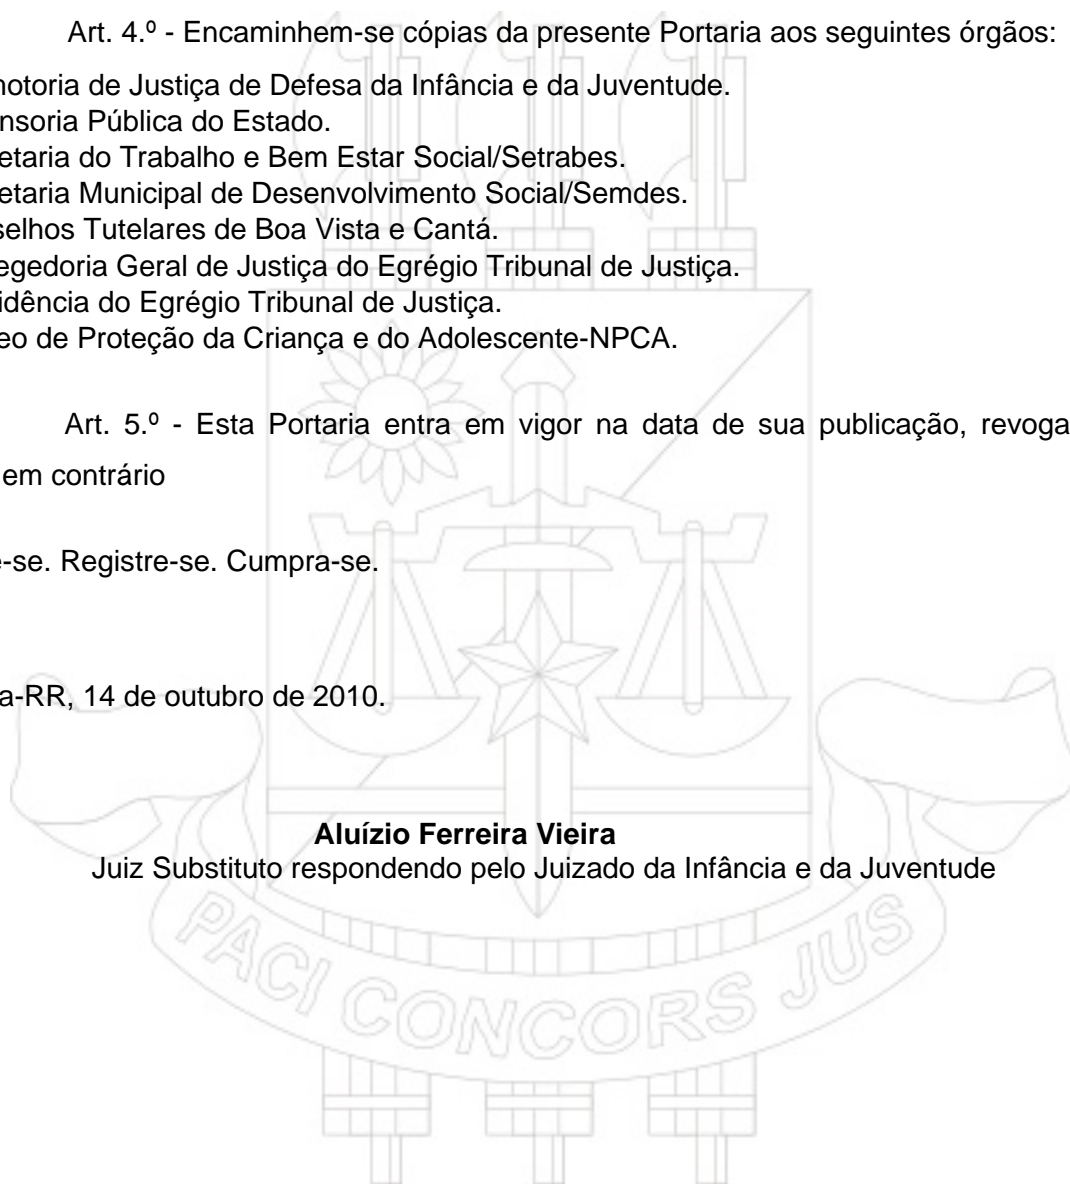 Art. 4.º - Encaminhem-se cópias da presente Portaria aos seguintes órgãos:
notoria de Justiça de Defesa da Infância e da Juventude.
ensoria Pública do Estado.
etaria do Trabalho e Bem Estar Social/Setrabes.
etaria Municipal de Desenvolvimento Social/Semdes.
selhos Tutelares de Boa Vista e Cantá.
egedoria Geral de Justiça do Egrégio Tribunal de Justiça.
idência do Egrégio Tribunal de Justiça.
eo de Proteção da Criança e do Adolescente-NPCA.
Art. 5.º - Esta Portaria entra em vigor na data de sua publicação, revoga
em contrário
e-se. Registre-se. Cumpra-se.
a-RR, 14 de outubro de 2010.
Aluízio Ferreira Vieira
Juiz Substituto respondendo pelo Juizado da Infância e da Juventude
PACI CONCORS JUS